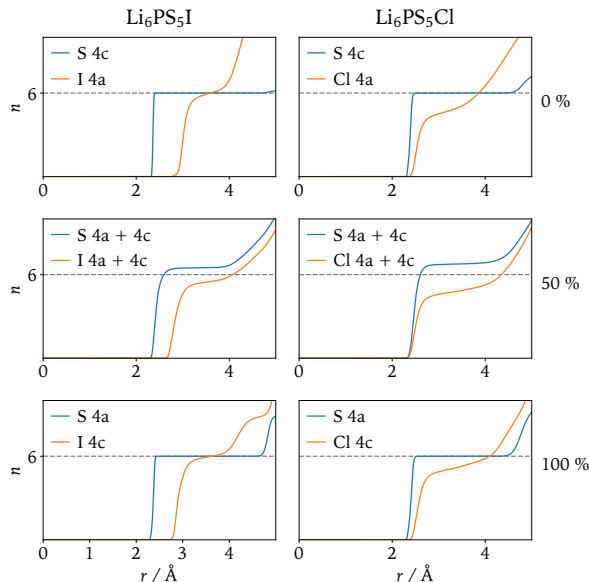 Li₆PS₅I
Li₆PS₅Cl
S 4c
I 4a
n
6
0 2 4
S 4c
Cl 4a
0 2 4
0 %
S 4a + 4c
I 4a + 4c
n
6
0 2 4
S 4a + 4c
Cl 4a + 4c
0 2 4
50 %
S 4a
I 4c
n
6
0 1 2 3 4
r / Å
S 4a
Cl 4c
0 2 4
r / Å
100 %